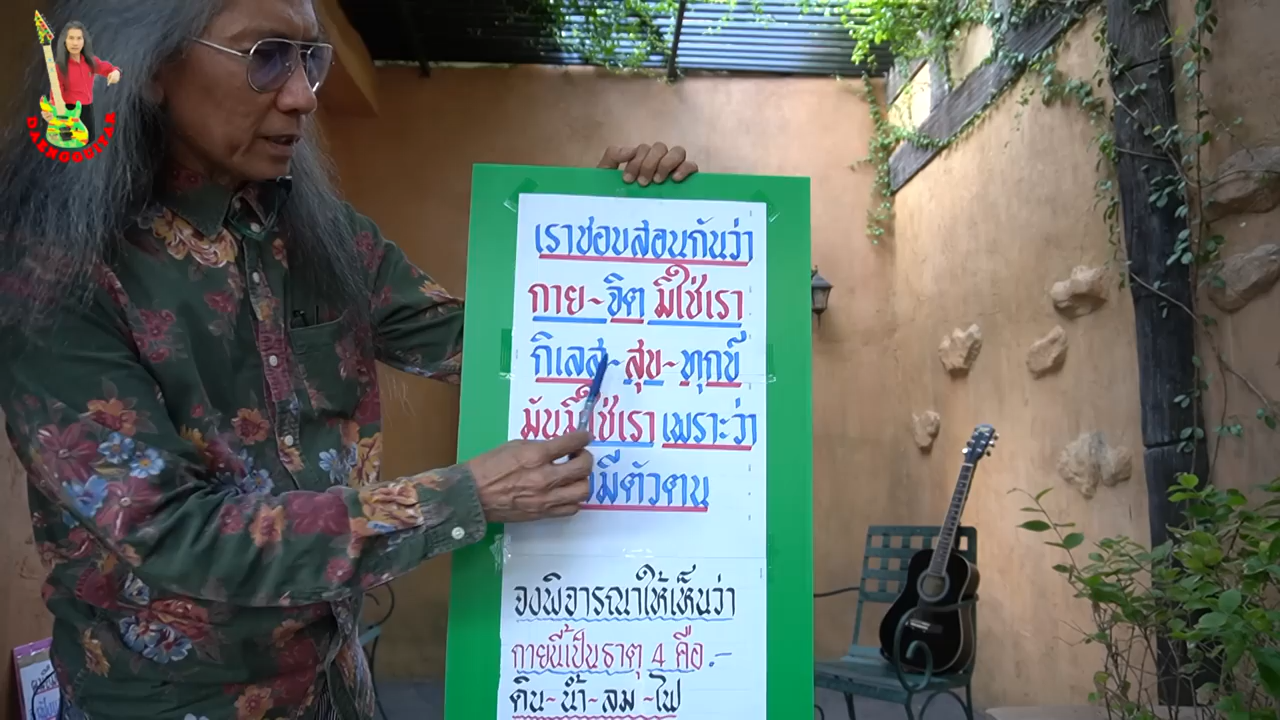 DAENGGUITAR
เราชอบสอนกันว่า
กาย~จิต มิใช่เรา
กิเลส~สุข~ทุกข์
มันมิใช่เรา เพราะว่า
มีตัวตน
จงพิจารณาให้เห็นว่า
กายนี้เป็นธาตุ 4 คือ.-
ดิน~น้ำ~ลม~ไฟ